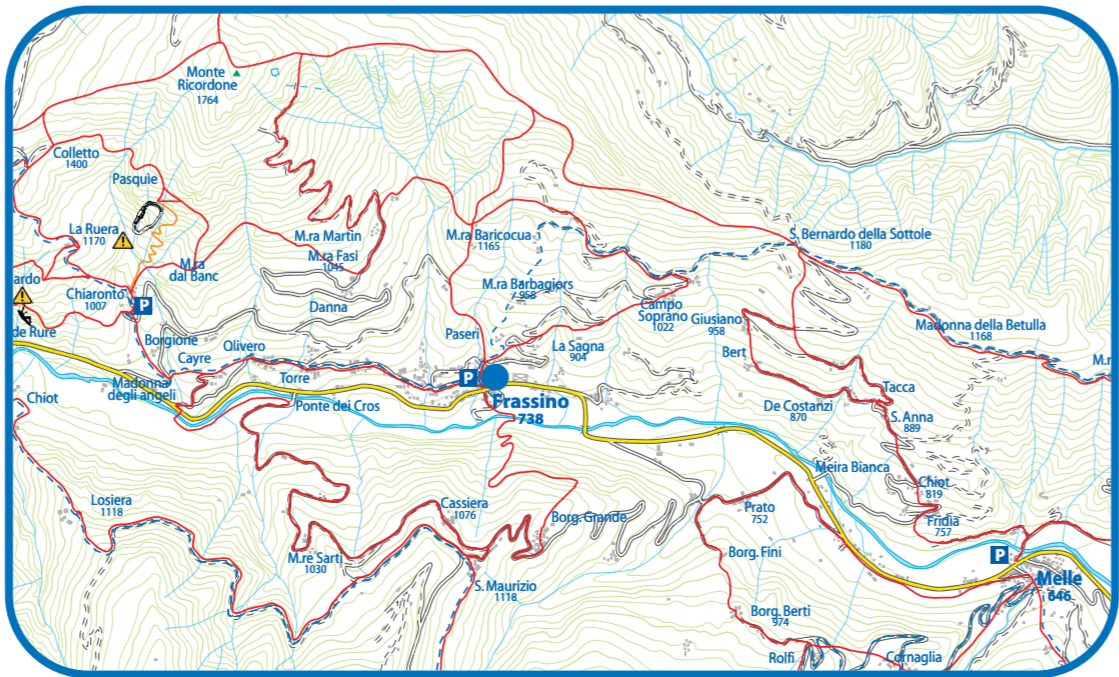 Monte
Ricordone
1764
Colletto
1400
Pasquie
La Ruera
1170
M.ra Martin
M.ra Baricocua
1165
S. Bernardo della Sottole
1180
M.ra Fasi
1045
M.ra
dal Banc
ardo
Chiaronto
1007
P
Danna
M.ra Barbagiors
958
Campo
Soprano
1022
Giusiano
958
Madonna della Betulla
1168
de Rure
Borgione
Olivero
Paseri
La Sagna
904
Bert
M.r
Cayre
Torre
P
Madonna
degli angeli
Tacca
Chiot
Ponte dei Cros
Frassino
738
De Costanzi
870
S. Anna
889
Meira Bianca
Losiera
1118
Cassiera
1076
Borg. Grande
Prato
752
Chiot
819
Fridia
757
M.re Sarti
1030
S. Maurizio
1118
Borg. Fini
P
Melle
646
Borg. Berti
974
Rolfi
Cornaglia